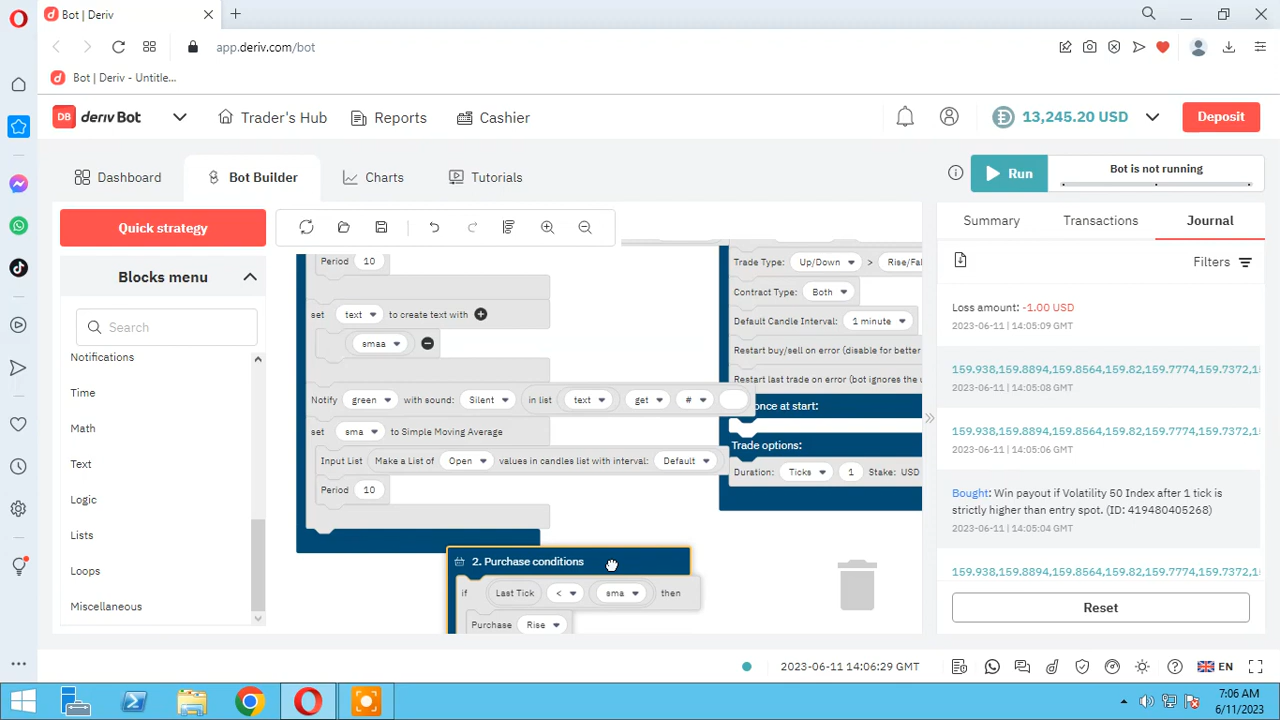 Bot | Deriv
app.deriv.com/bot
Bot | Deriv - Untitle...
DB deriv Bot
Trader's Hub
Reports
Cashier
13,245.20 USD
Deposit
Dashboard
Bot Builder
Charts
Tutorials
Run
Bot is not running
Quick strategy
Summary
Transactions
Journal
Blocks menu
Search
Filters
Notifications
Time
Math
Text
Logic
Lists
Loops
Miscellaneous
Period 10
set text to create text with
smaa
Notify green with sound: Silent in list text get #
set sma to Simple Moving Average
Input List Make a List of Open values in candles list with interval: Default
Period 10
2. Purchase conditions
if Last Tick < sma then
Purchase Rise
Trade Type: Up/Down > Rise/Fal
Contract Type: Both
Default Candle Interval: 1 minute
Restart buy/sell on error (disable for better
Restart last trade on error (bot ignores the u
once at start:
Trade options:
Duration: Ticks 1 Stake: USD
Loss amount: -1.00 USD
2023-06-11 | 14:05:09 GMT
159.938,159.8894,159.8564,159.82,159.7774,159.7372,1
2023-06-11 | 14:05:08 GMT
159.938,159.8894,159.8564,159.82,159.7774,159.7372,1
2023-06-11 | 14:05:06 GMT
Bought: Win payout if Volatility 50 Index after 1 tick is
strictly higher than entry spot. (ID: 419480405268)
2023-06-11 | 14:05:04 GMT
159.938,159.8894,159.8564,159.82,159.7774,159.7372,1
Reset
2023-06-11 14:06:29 GMT
EN
7:06 AM
6/11/2023